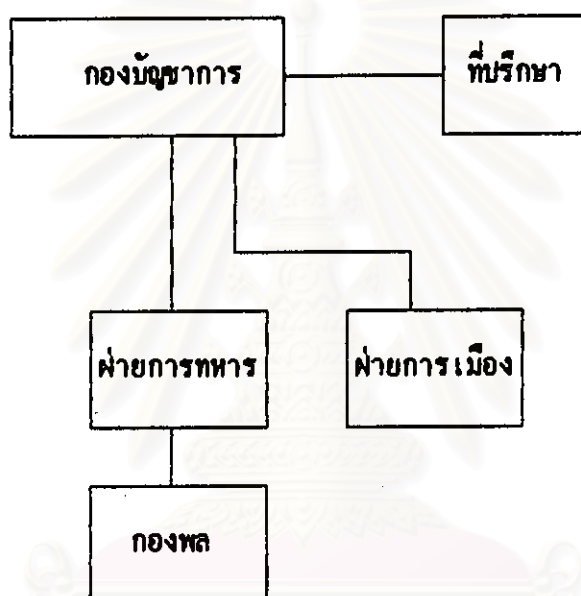 กองบัญชาการ
ที่ปรึกษา
ฝ่ายการทหาร
ฝ่ายการเมือง
กองพล